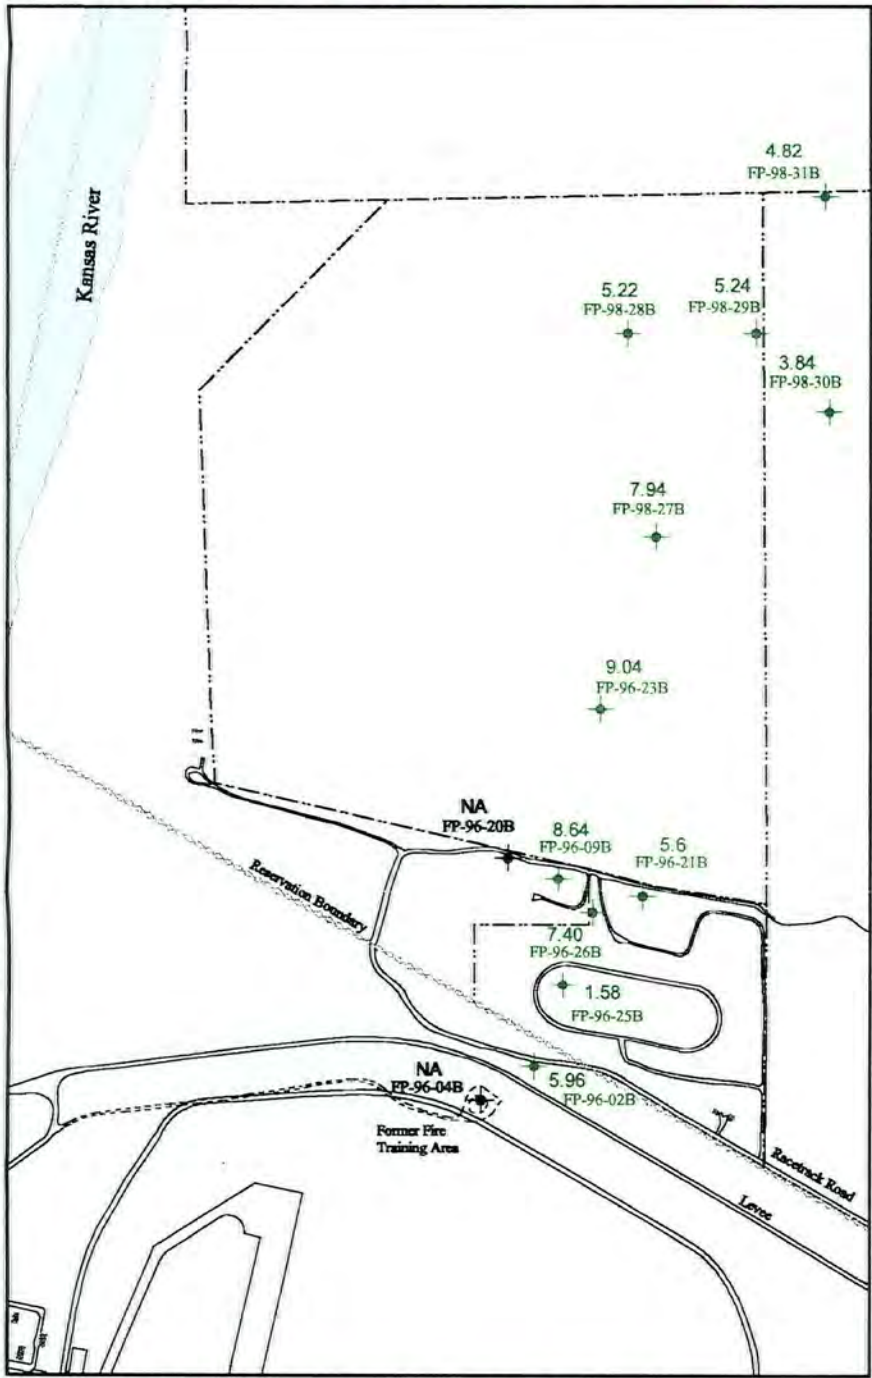 4.82
FP-98-31B
Kansas River
5.22
FP-98-28B
5.24
FP-98-29B
3.84
FP-98-30B
7.94
FP-98-27B
9.04
FP-96-23B
NA
FP-96-20B
8.64
FP-96-09B
5.6
FP-96-21B
Reservation Boundary
7.40
FP-96-26B
1.58
FP-96-25B
NA
FP-96-04B
5.96
FP-96-02B
Former Fire
Training Area
Racetrack Road
Levee